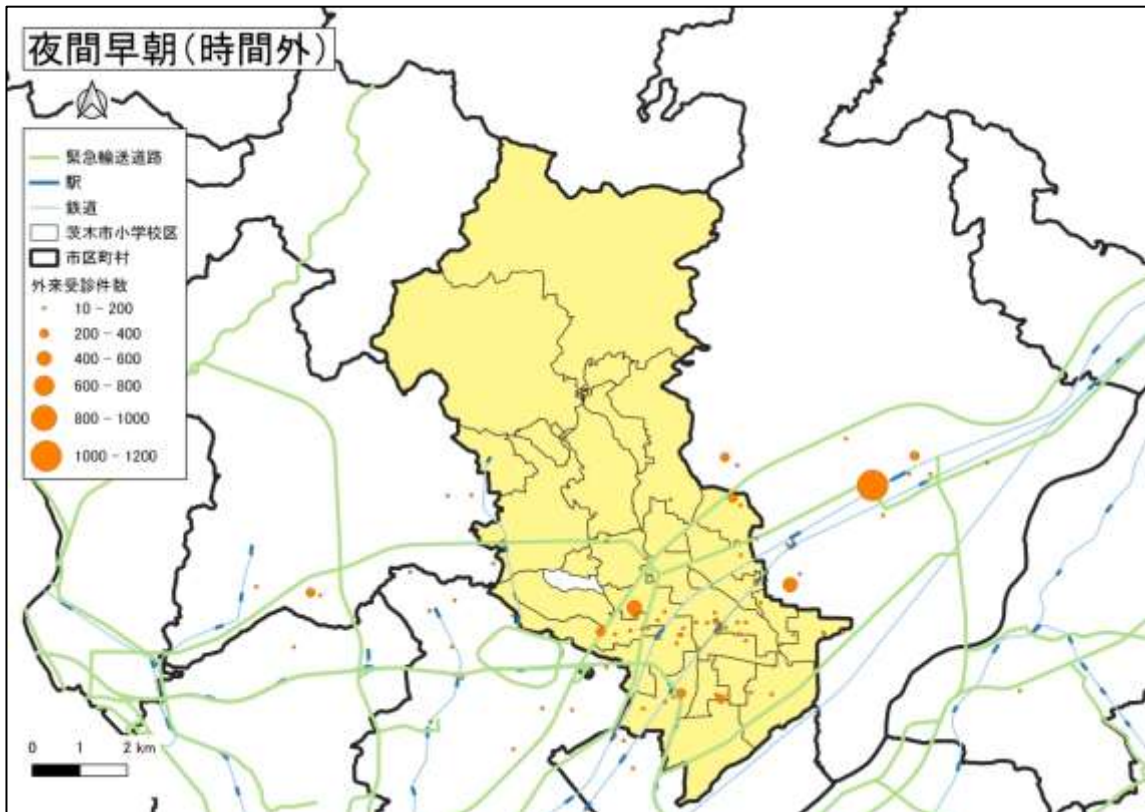 夜間早朝(時間外)
緊急輸送道路
駅
鉄道
茨木市小学校区
市区町村
外来受診件数
10 - 200
200 - 400
400 - 600
600 - 800
800 - 1000
1000 - 1200
0 1 2 km